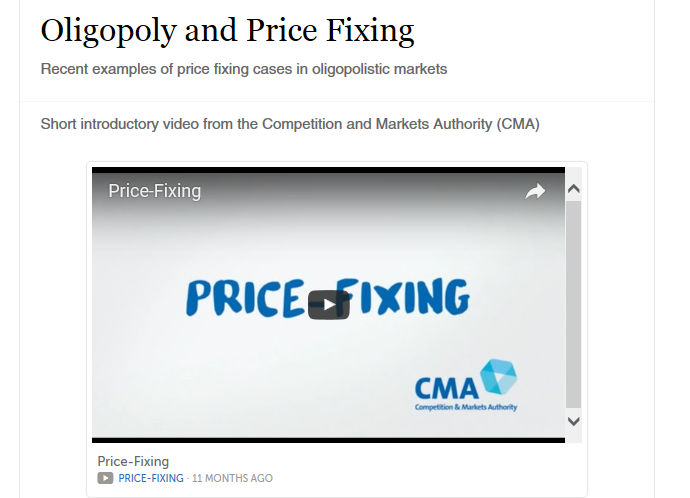 Oligopoly and Price Fixing
Recent examples of price fixing cases in oligopolistic markets
Short introductory video from the Competition and Markets Authority (CMA)
Price-Fixing
PRICE-FIXING
CMA
Competition & Markets Authority
Price-Fixing
PRICE-FIXING · 11 MONTHS AGO